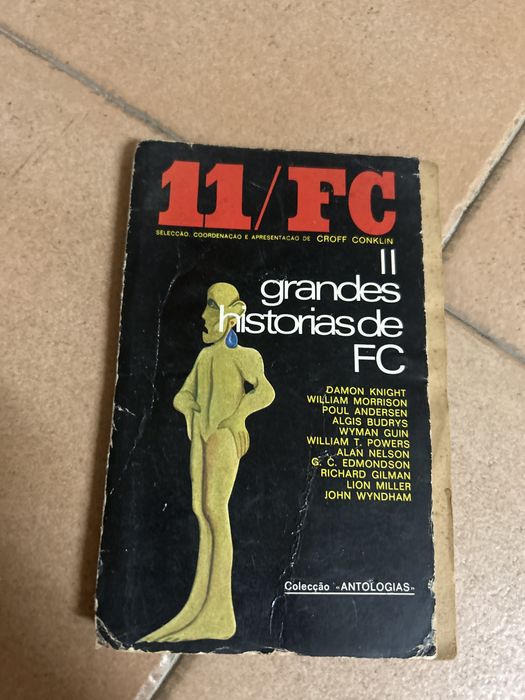 11/FC
SELECÇÃO, COORDENAÇÃO E APRESENTAÇÃO DE CROFF CONKLIN
11
grandes
historias de
FC
DAMON KNIGHT
WILLIAM MORRISON
POUL ANDERSEN
ALGIS BUDRYS
WYMAN GUIN
WILLIAM T. POWERS
ALAN NELSON
G. C. EDMONDSON
RICHARD GILMAN
LION MILLER
JOHN WYNDHAM
Colecção «ANTOLOGIAS»